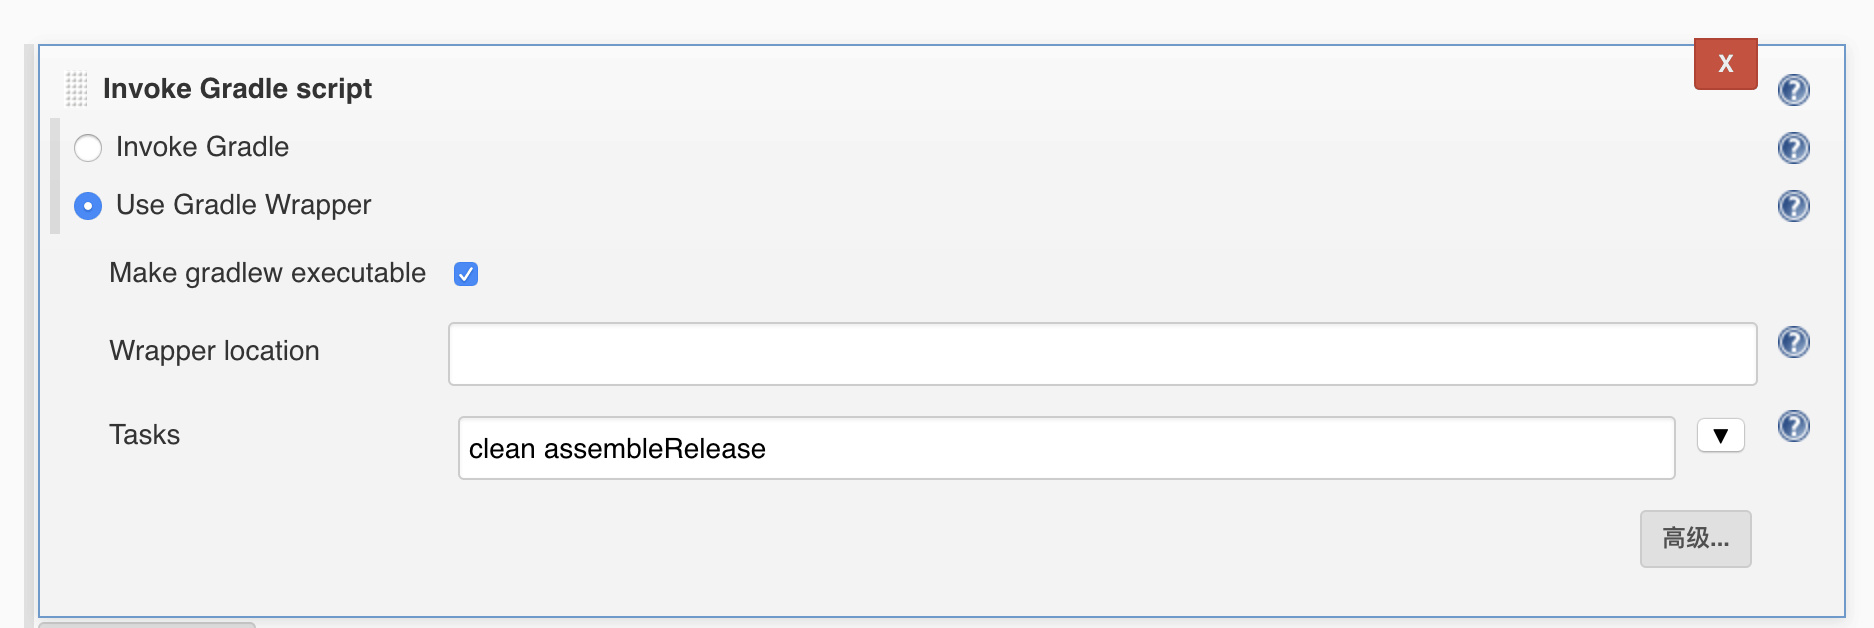 Invoke Gradle script
X
?
Invoke Gradle
?
Use Gradle Wrapper
?
Make gradlew executable
Wrapper location
?
Tasks
clean assembleRelease
?
高级...